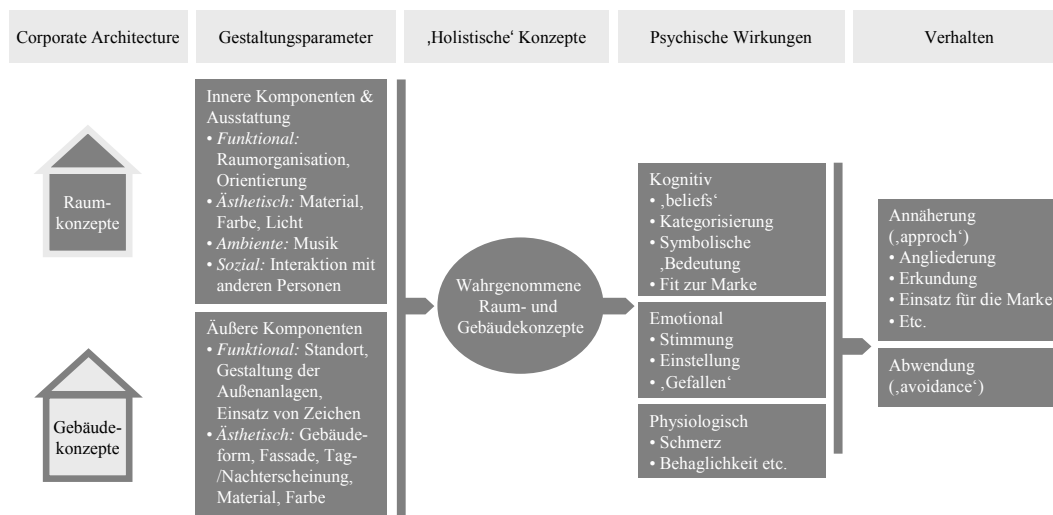 Corporate Architecture
Gestaltungsparameter
‚Holistische‘ Konzepte
Psychische Wirkungen
Verhalten
Raum-
konzepte
Gebäude-
konzepte
Innere Komponenten &
Ausstattung
• Funktional:
Raumorganisation,
Orientierung
• Ästhetisch: Material,
Farbe, Licht
• Ambiente: Musik
• Sozial: Interaktion mit
anderen Personen
Äußere Komponenten
• Funktional: Standort,
Gestaltung der
Außenanlagen,
Einsatz von Zeichen
• Ästhetisch: Gebäude-
form, Fassade, Tag-
/Nachterscheinung,
Material, Farbe
Wahrgenommene
Raum- und
Gebäudekonzepte
Kognitiv
• ‚beliefs‘
• Kategorisierung
• Symbolische
‚Bedeutung
• Fit zur Marke
Emotional
• Stimmung
• Einstellung
• ‚Gefallen‘
Physiologisch
• Schmerz
• Behaglichkeit etc.
Annäherung
(‚approch‘)
• Angliederung
• Erkundung
• Einsatz für die Marke
• Etc.
Abwendung
(‚avoidance‘)